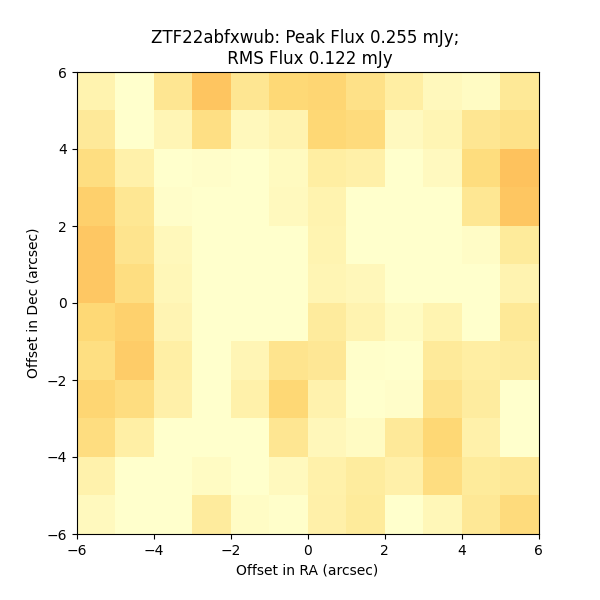 ZTF22abfxwub: Peak Flux 0.255 mJy;
RMS Flux 0.122 mJy
6
4
2
0
−2
−4
−6
Offset in Dec (arcsec)
−6 −4 −2 0 2 4 6
Offset in RA (arcsec)